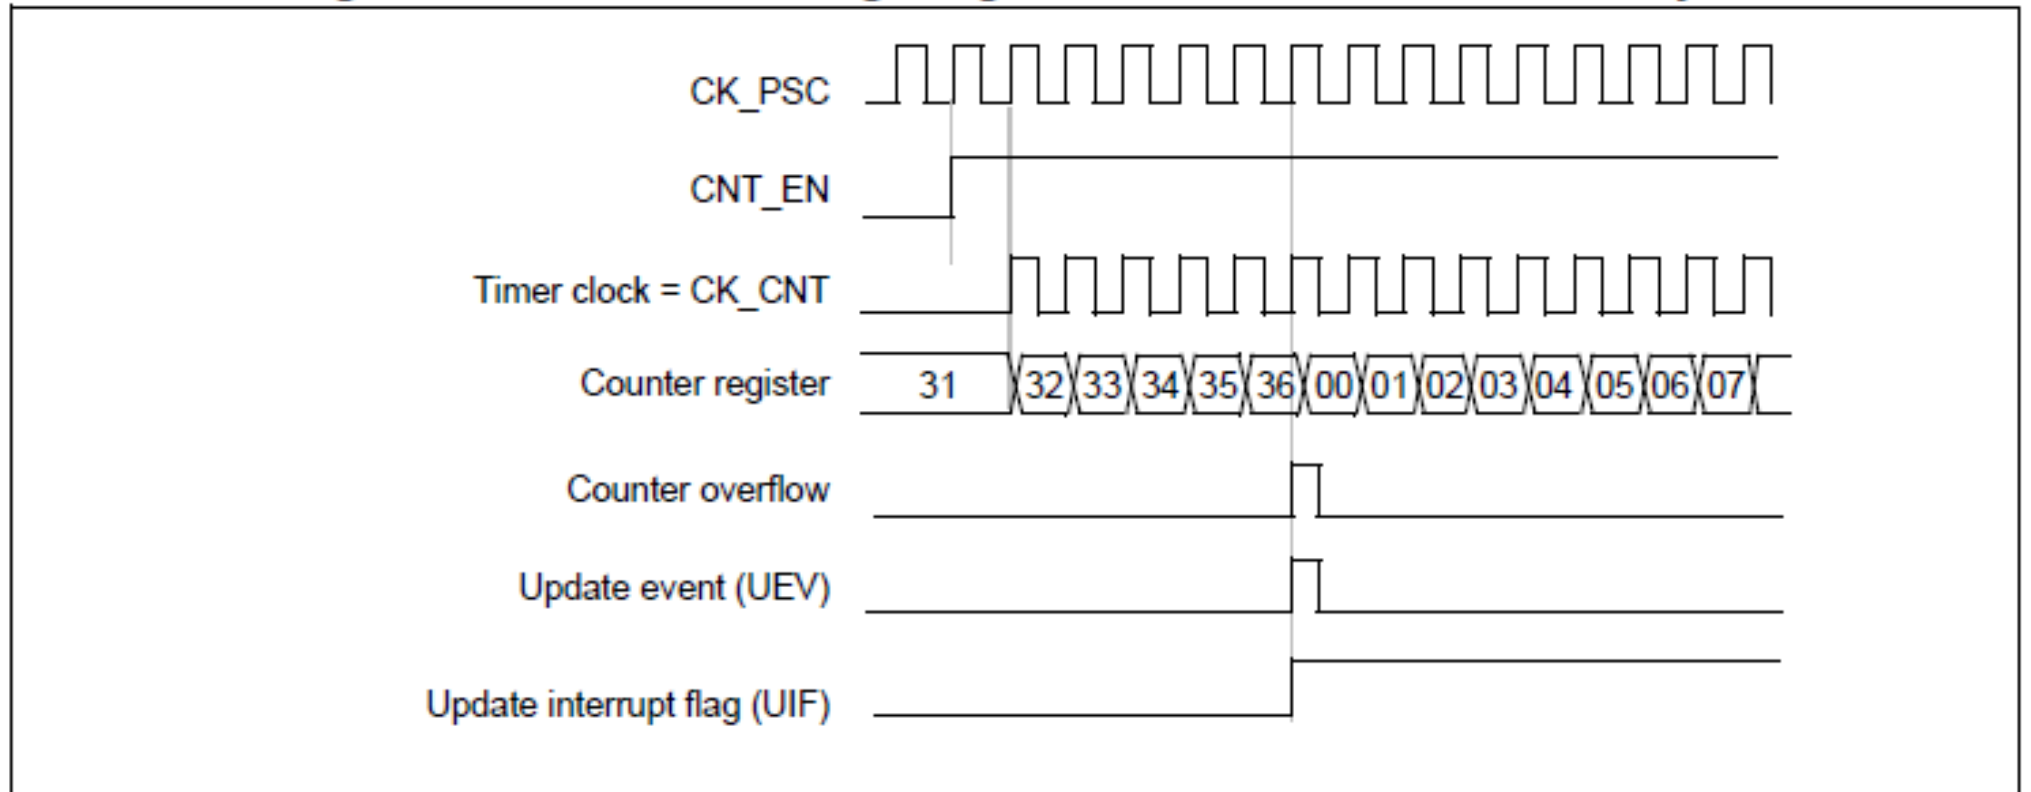 CK_PSC
CNT_EN
Timer clock = CK_CNT
Counter register 31 32 33 34 35 36 00 01 02 03 04 05 06 07
Counter overflow
Update event (UEV)
Update interrupt flag (UIF)